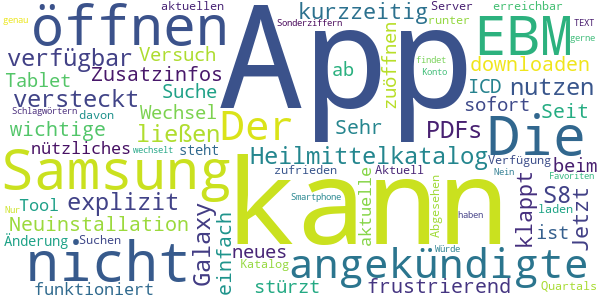 genau
öffnen
aktuellen
kurzzeitig
Sonderziffern
App
Server
runter
erreichbar
EBM
TEXT
gerne
verfügbar
Versuch
Tablet
Zusatzinfos
ab
zuöffnen
findet
Konto
downloaden
versteckt
Suche
ICD
nutzen
Schlagwörtern
davon
Wechsel
Der
Sehr
PDFs
sofort
Seit
wichtige
ließen
Die
nützliches
steht
Heilmittelkatalog
Verfügung
beim
Samsung
wechselt
zufrieden
Aktuell
Nein
Favoriten
kann
Tool
explizit
Smartphone
aktuelle
Abgesehen
haben
klappt
S8
laden
Jetzt
Nur
Neuinstallation
Galaxy
einfach
ist
Änderung
Suchen
neues
Würde
nicht
Katalog
angekündigte
funktioniert
stürzt
frustrierend
Quartals